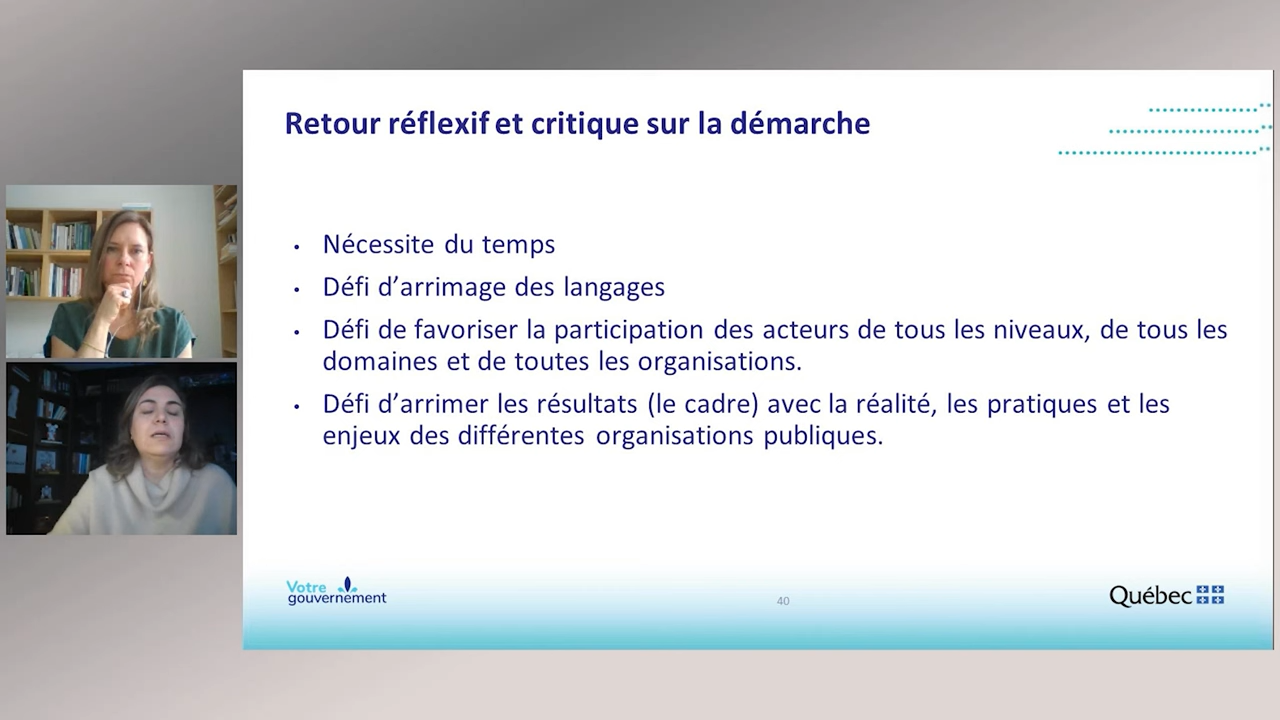 Retour réflexif et critique sur la démarche
• Nécessite du temps
• Défi d’arrimage des langages
• Défi de favoriser la participation des acteurs de tous les niveaux, de tous les
domaines et de toutes les organisations.
• Défi d’arrimer les résultats (le cadre) avec la réalité, les pratiques et les
enjeux des différentes organisations publiques.
Votre
gouvernement
40
Québec